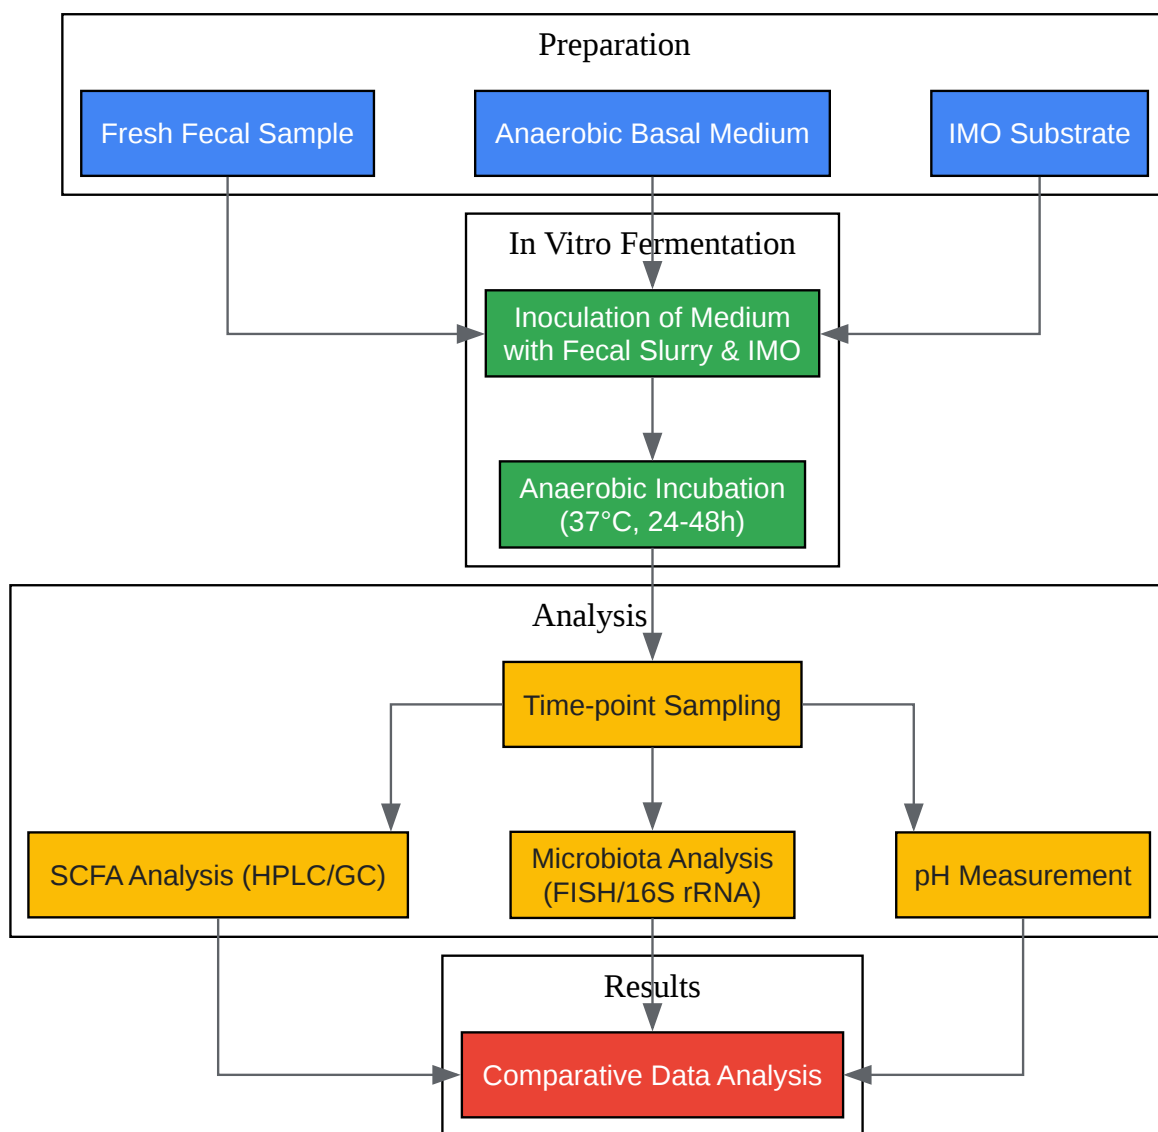 Preparation
Fresh Fecal Sample
Anaerobic Basal Medium
IMO Substrate
In Vitro Fermentation
Inoculation of Medium
with Fecal Slurry & IMO
Anaerobic Incubation
(37°C, 24-48h)
Analysis
Time-point Sampling
SCFA Analysis (HPLC/GC)
Microbiota Analysis
(FISH/16S rRNA)
pH Measurement
Results
Comparative Data Analysis